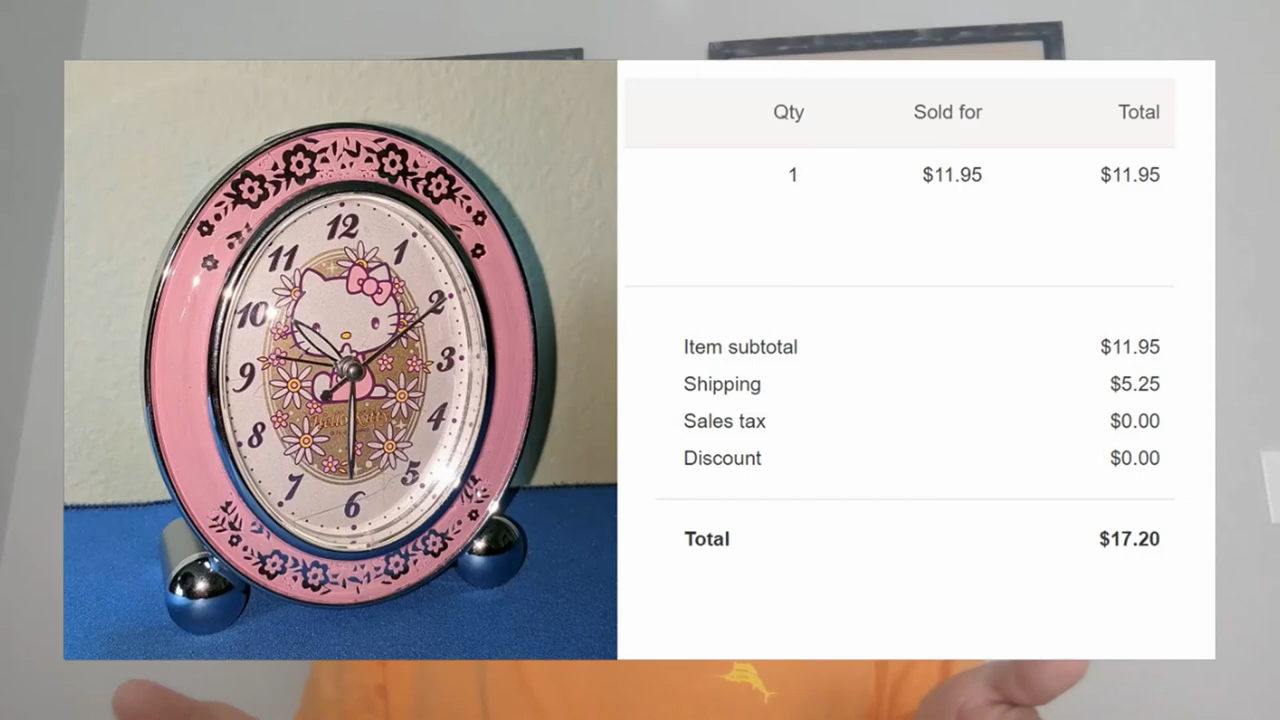 12
11
1
10
2
9
3
8
4
7
5
6
Hello Kitty
Qty
Sold for
Total
1
$11.95
$11.95
Item subtotal
$11.95
Shipping
$5.25
Sales tax
$0.00
Discount
$0.00
Total
$17.20